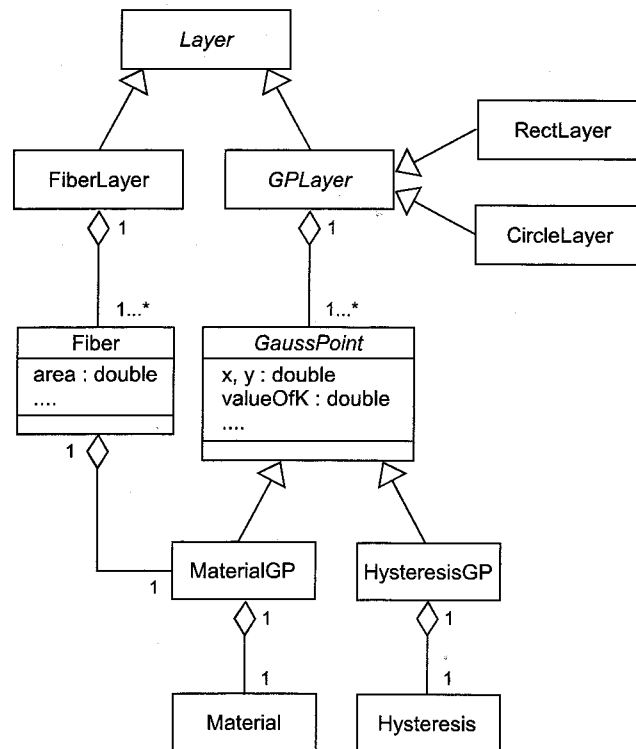 Layer
RectLayer
FiberLayer
GPLayer
CircleLayer
1
1
1...*
1...*
Fiber
GaussPoint
area : double
....
x, y : double
valueOfK : double
....
1
MaterialGP
HysteresisGP
1
1
1
1
1
Material
Hysteresis